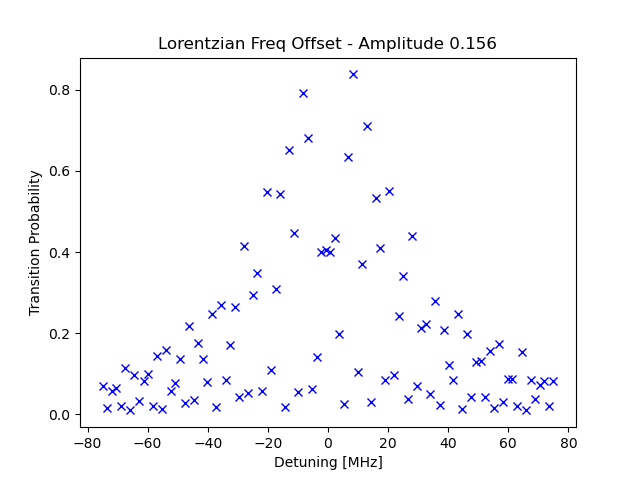 Lorentzian Freq Offset - Amplitude 0.156
Transition Probability
0.8
0.6
0.4
0.2
0.0
−80 −60 −40 −20 0 20 40 60 80
Detuning [MHz]